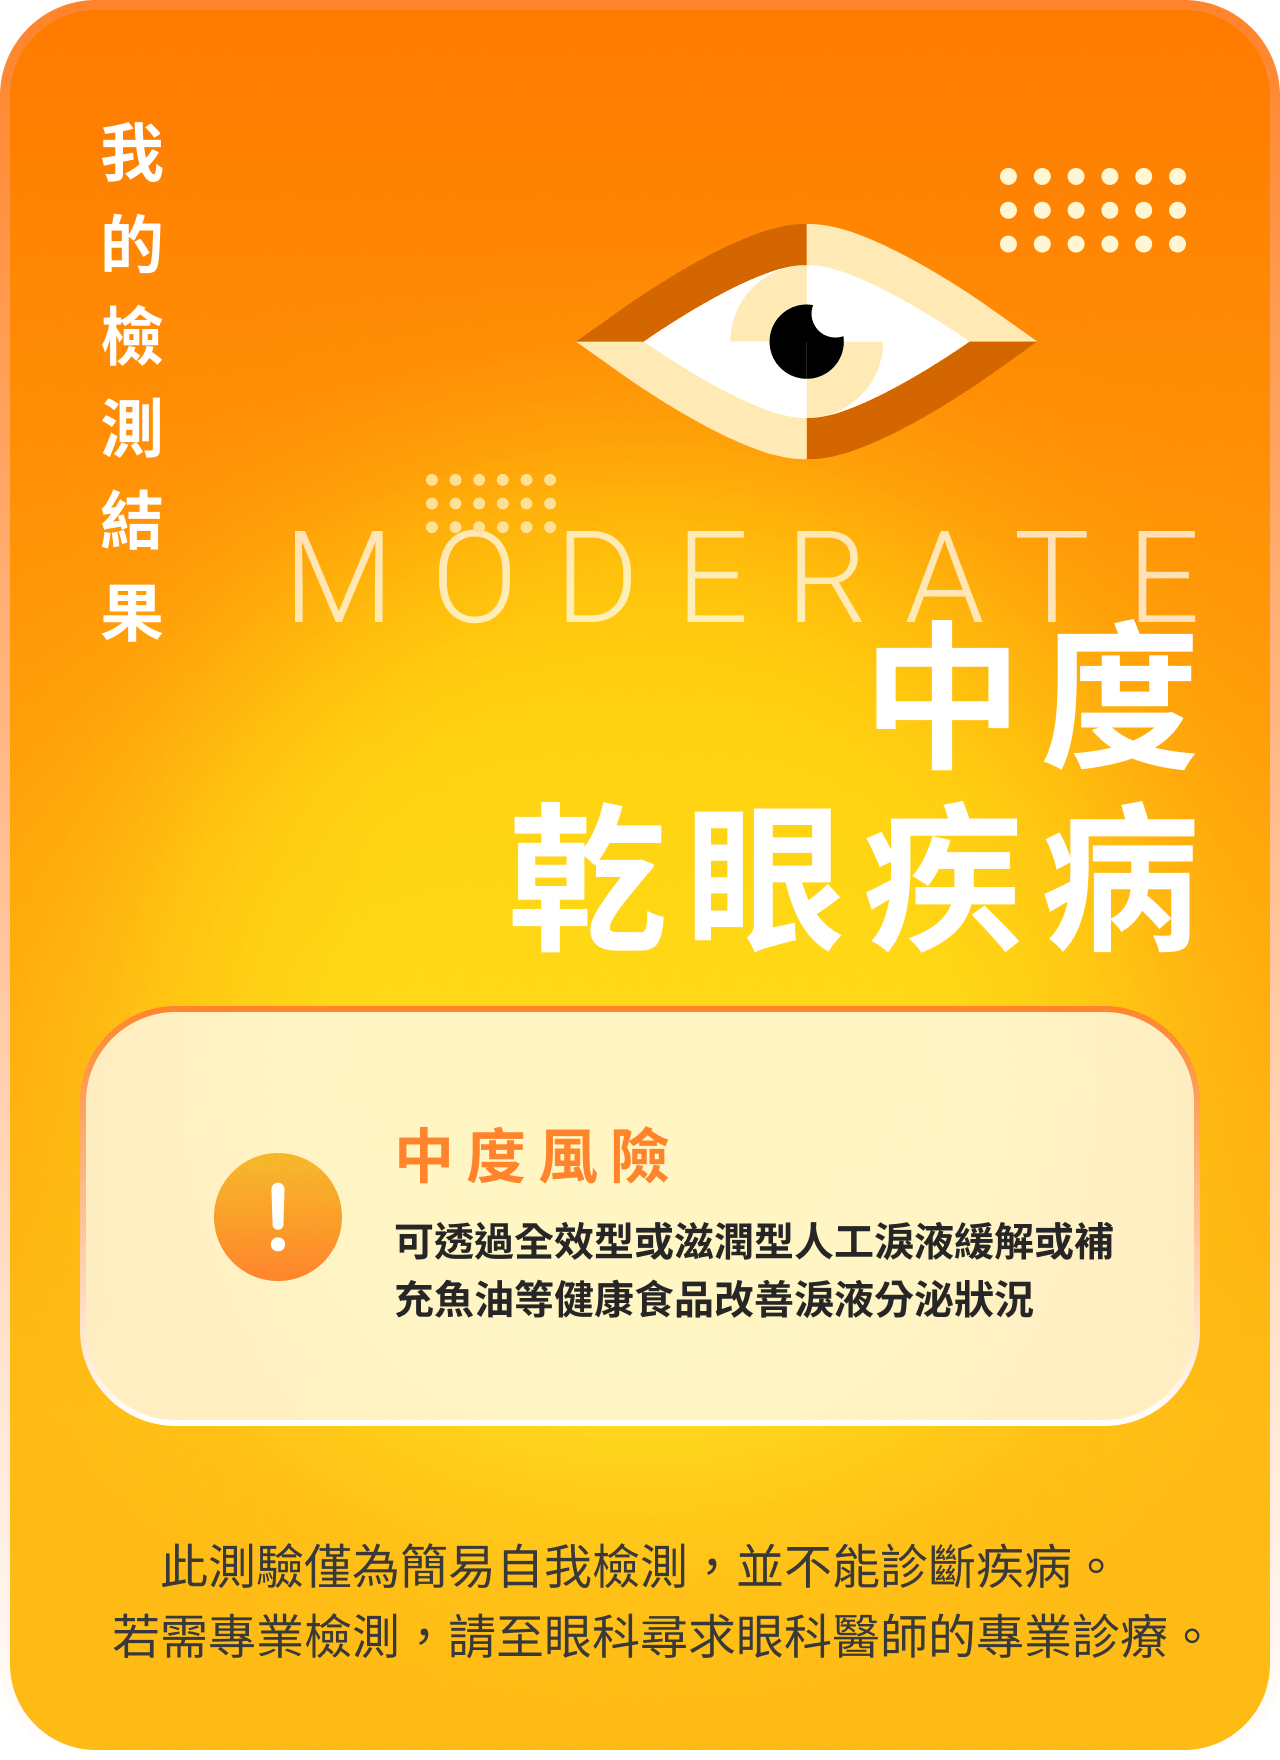 我的檢測結果
MODERATE
中度
乾眼疾病
中度風險
可透過全效型或滋潤型人工淚液緩解或補
充魚油等健康食品改善淚液分泌狀況
此測驗僅為簡易自我檢測，並不能診斷疾病。
若需專業檢測，請至眼科尋求眼科醫師的專業診療。